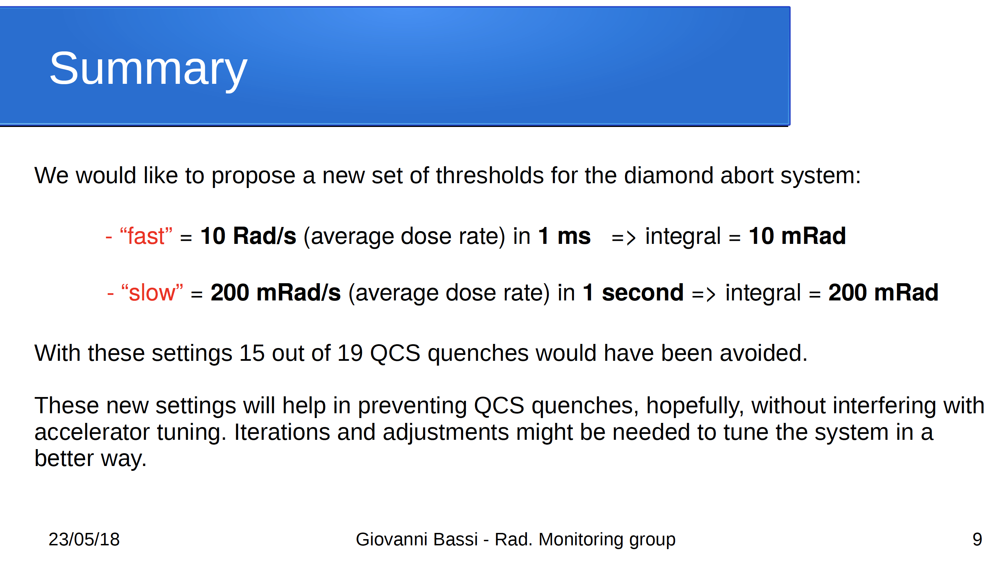 Summary
We would like to propose a new set of thresholds for the diamond abort system:
- “fast” = 10 Rad/s (average dose rate) in 1 ms => integral = 10 mRad
- “slow” = 200 mRad/s (average dose rate) in 1 second => integral = 200 mRad
With these settings 15 out of 19 QCS quenches would have been avoided.
These new settings will help in preventing QCS quenches, hopefully, without interfering with
accelerator tuning. Iterations and adjustments might be needed to tune the system in a
better way.
23/05/18
Giovanni Bassi - Rad. Monitoring group
9